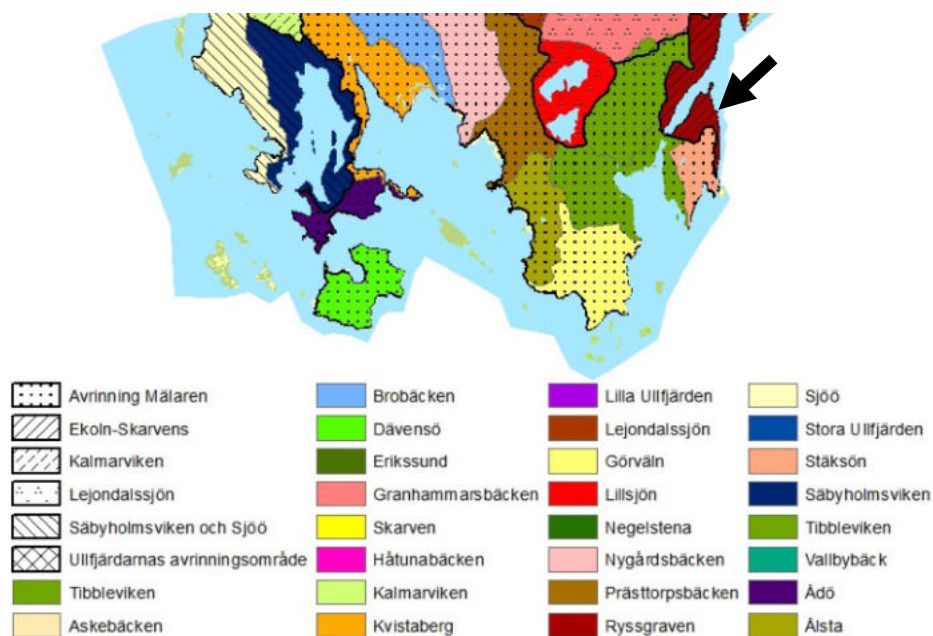 Avrinning Mälaren
Ekoln-Skarvens
Kalmarviken
Lejondalssjön
Säbyholmsviken och Sjöö
Ullfjärdarnas avrinningsområde
Tibbleviken
Askebäcken
Brobäcken
Dävensö
Erikssund
Granhammarsbäcken
Skarven
Håtunabäcken
Kalmarviken
Kvistaberg
Lilla Ullfjärden
Lejondalssjön
Görväln
Lillsjön
Negelstena
Nygårdsbäcken
Prästtorpsbäcken
Ryssgraven
Sjöö
Stora Ullfjärden
Stäksön
Säbyholmsviken
Tibbleviken
Vallbybäck
Ådö
Ålsta